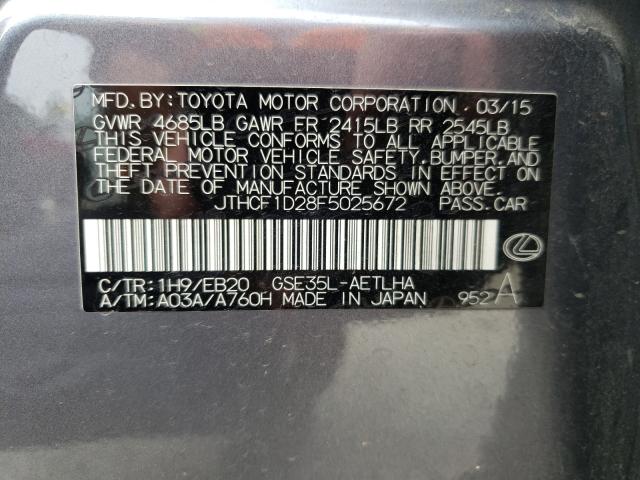 MFD. BY: TOYOTA MOTOR CORPORATION 03/15
GVWR 4685LB GAWR FR 2415LB RR 2545LB
THIS VEHICLE CONFORMS TO ALL APPLICABLE
FEDERAL MOTOR VEHICLE SAFETY, BUMPER, AND
THEFT PREVENTION STANDARDS IN EFFECT ON
THE DATE OF MANUFACTURE SHOWN ABOVE.
JTHCF1D28F5025672 PASS. CAR
C/TR: 1H9/EB20 GSE35L-AETLHA
A/TM: A03A/A760H MADE IN JAPAN 952 A